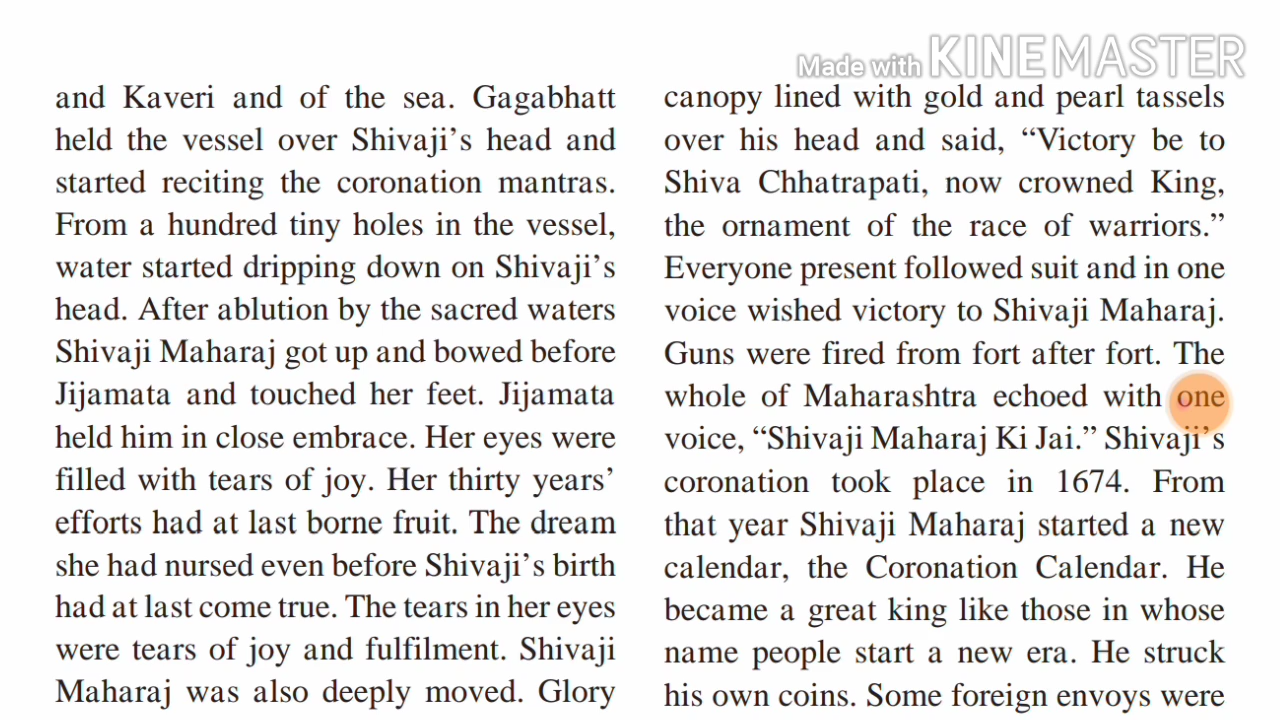 Made with KINEMASTER
and Kaveri and of the sea. Gagabhatt
held the vessel over Shivaji’s head and
started reciting the coronation mantras.
From a hundred tiny holes in the vessel,
water started dripping down on Shivaji’s
head. After ablution by the sacred waters
Shivaji Maharaj got up and bowed before
Jijamata and touched her feet. Jijamata
held him in close embrace. Her eyes were
filled with tears of joy. Her thirty years’
efforts had at last borne fruit. The dream
she had nursed even before Shivaji’s birth
had at last come true. The tears in her eyes
were tears of joy and fulfilment. Shivaji
Maharaj was also deeply moved. Glory
canopy lined with gold and pearl tassels
over his head and said, “Victory be to
Shiva Chhatrapati, now crowned King,
the ornament of the race of warriors.”
Everyone present followed suit and in one
voice wished victory to Shivaji Maharaj.
Guns were fired from fort after fort. The
whole of Maharashtra echoed with one
voice, “Shivaji Maharaj Ki Jai.” Shivaji’s
coronation took place in 1674. From
that year Shivaji Maharaj started a new
calendar, the Coronation Calendar. He
became a great king like those in whose
name people start a new era. He struck
his own coins. Some foreign envoys were